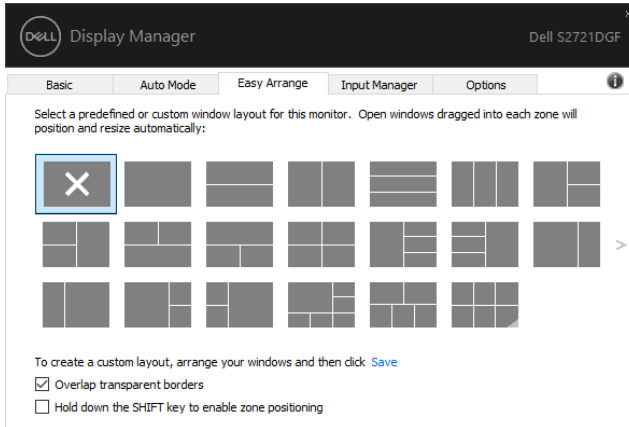 DELL Display Manager
Dell S2721DGF
Basic Auto Mode Easy Arrange Input Manager Options
Select a predefined or custom window layout for this monitor. Open windows dragged into each zone will
position and resize automatically:
To create a custom layout, arrange your windows and then click Save
Overlap transparent borders
Hold down the SHIFT key to enable zone positioning